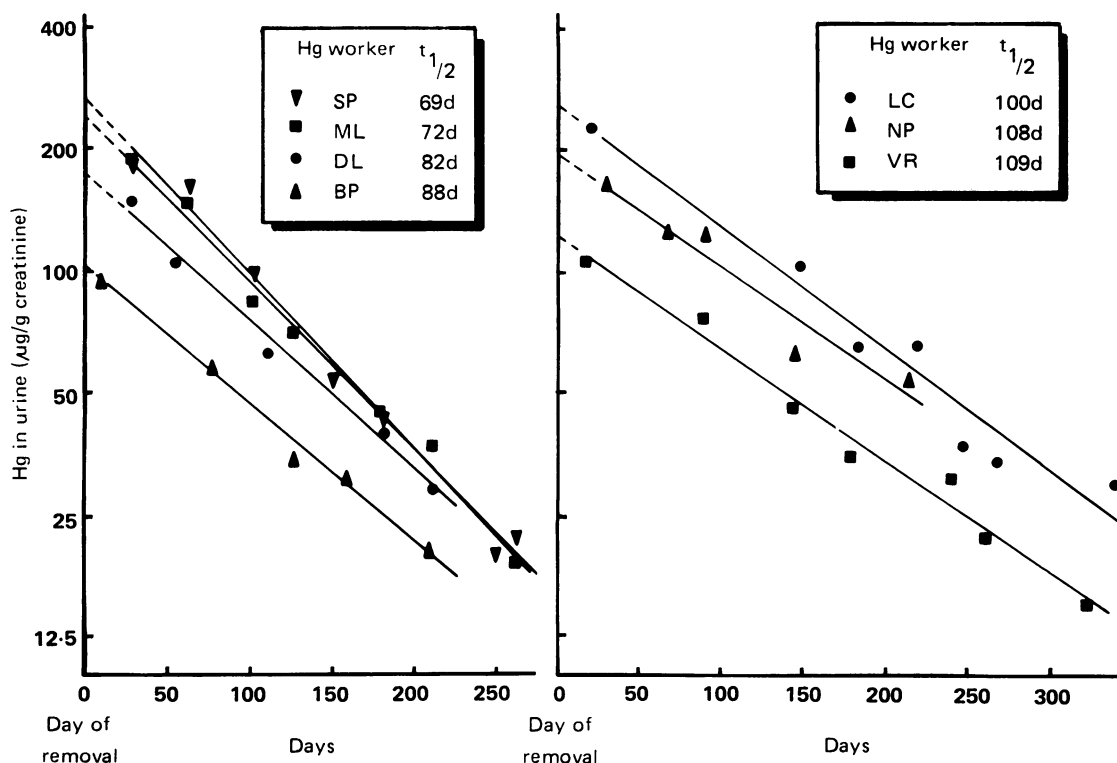 400
200
100
50
25
12·5
Hg in urine (µg/g creatinine)
Hg worker t 1/2
SP 69d
ML 72d
DL 82d
BP 88d
0 50 100 150 200 250
Day of removal
Days
Hg worker t 1/2
LC 100d
NP 108d
VR 109d
0 50 100 150 200 250 300
Day of removal
Days